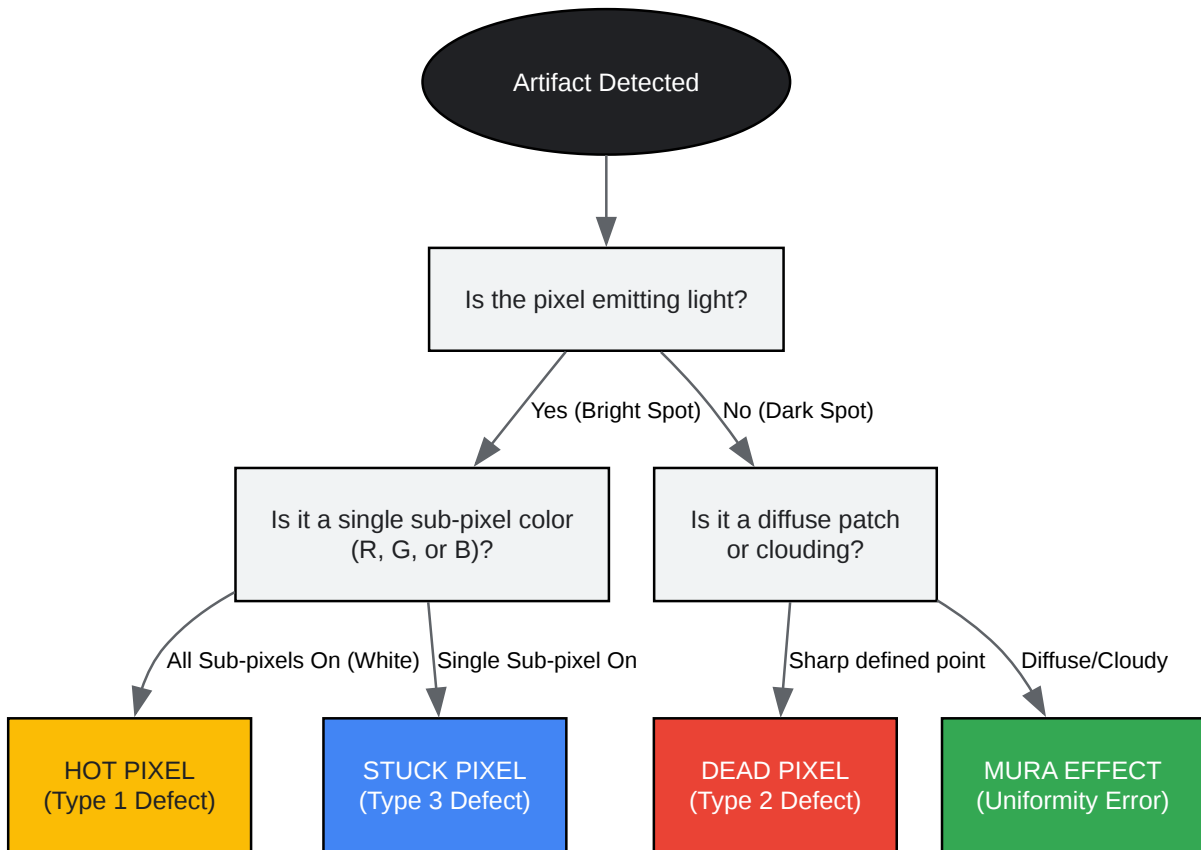 Artifact Detected
Is the pixel emitting light?
Yes (Bright Spot)
No (Dark Spot)
Is it a single sub-pixel color
(R, G, or B)?
Is it a diffuse patch
or clouding?
All Sub-pixels On (White)
Single Sub-pixel On
Sharp defined point
Diffuse/Cloudy
HOT PIXEL
(Type 1 Defect)
STUCK PIXEL
(Type 3 Defect)
DEAD PIXEL
(Type 2 Defect)
MURA EFFECT
(Uniformity Error)